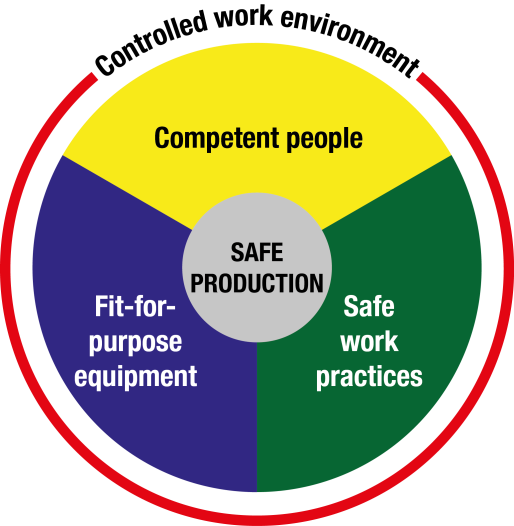 Controlled work environment
Competent people
SAFE
PRODUCTION
Fit-for-
purpose
equipment
Safe
work
practices